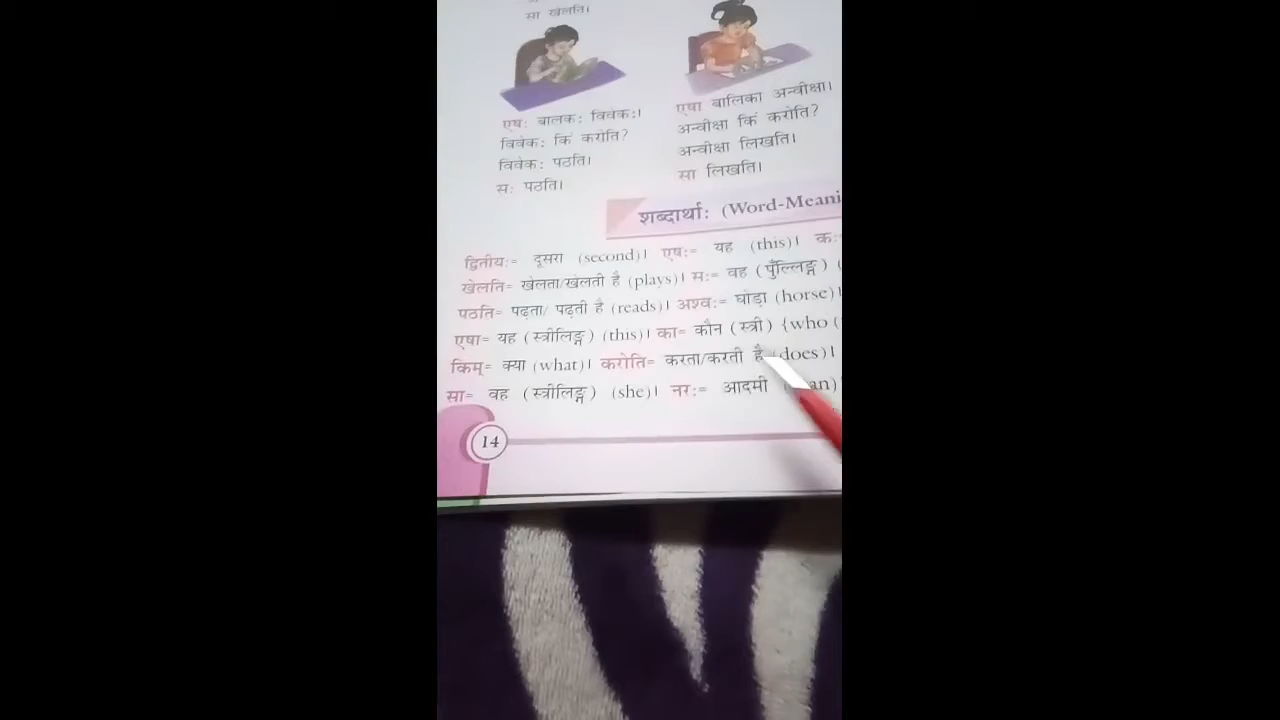 सा खेलति।
एष: बालक: विवेक:।
विवेक: किं करोति?
विवेक: पठति।
स: पठति।
एषा बालिका अन्वीक्षा।
अन्वीक्षा किं करोति?
अन्वीक्षा लिखति।
सा लिखति।
शब्दार्था: (Word-Meani
द्वितीय:= दूसरा (second)। एष:= यह (this)। क:
खेलति= खेलता/खेलती है (plays)। स:= वह (पुँल्लिङ्ग) (
पठति= पढ़ता/ पढ़ती है (reads)। अश्व:= घोड़ा (horse)।
एषा= यह (स्त्रीलिङ्ग) (this)। का= कौन (स्त्री) {who (
किम्= क्या (what)। करोति= करता/करती है (does)।
सा= वह (स्त्रीलिङ्ग) (she)। नर:= आदमी
14